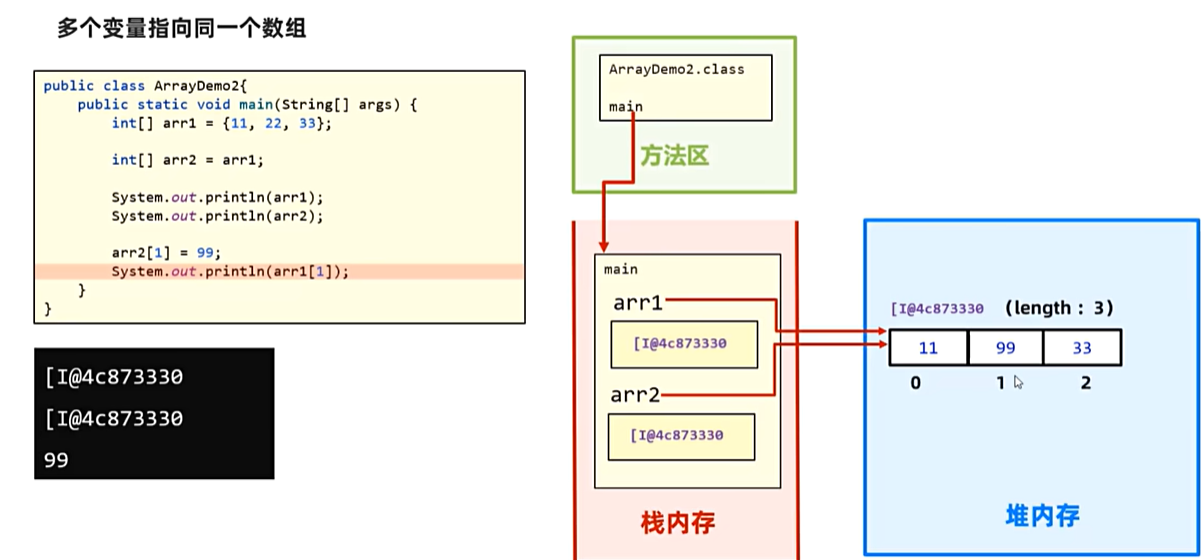 多个变量指向同一个数组
public class ArrayDemo2{
    public static void main(String[] args) {
        int[] arr1 = {11, 22, 33};
        int[] arr2 = arr1;
        System.out.println(arr1);
        System.out.println(arr2);
        arr2[1] = 99;
        System.out.println(arr1[1]);
    }
}
[I@4c873330
[I@4c873330
99
ArrayDemo2.class
main
方法区
main
arr1
[I@4c873330
arr2
[I@4c873330
栈内存
[I@4c873330 (length : 3)
11 99 33
0 1 2
堆内存